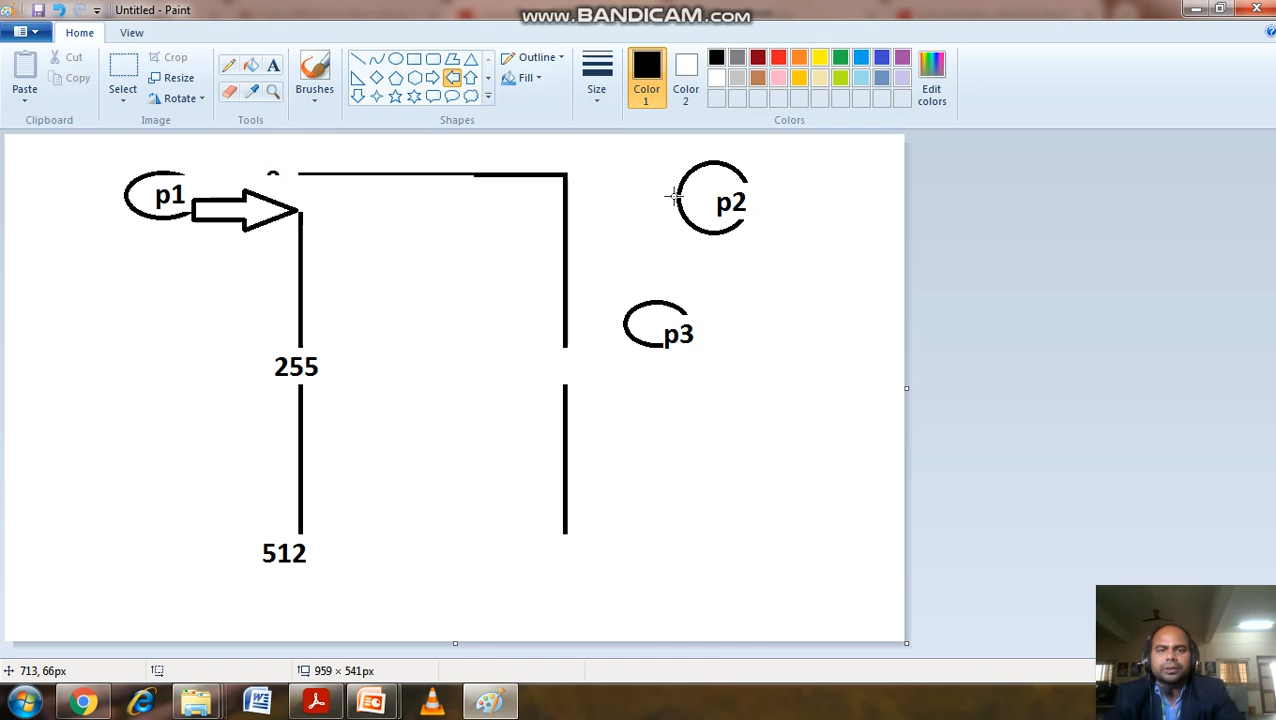 Untitled - Paint
www.BANDICAM.com
Home View
Paste
Cut
Copy
Clipboard
Select
Crop
Resize
Rotate
Image
Tools
A
Brushes
Shapes
Outline
Fill
Size
Color 1
Color 2
Edit colors
Colors
p1
p2
p3
255
512
713, 66px
959 × 541px